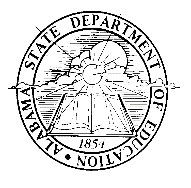 ALABAMA STATE DEPARTMENT OF EDUCATION •
1854